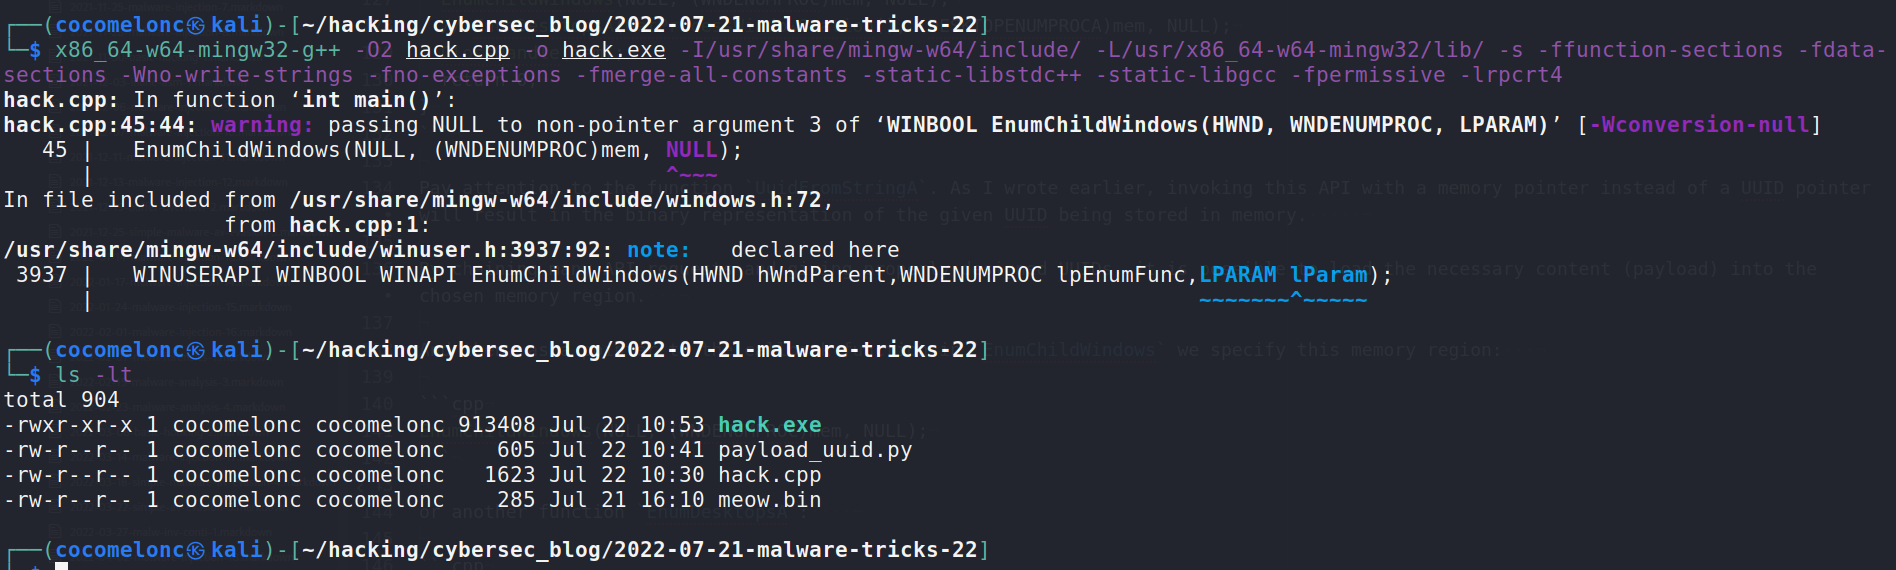 ┌──(cocomelonc㉿kali)-[~/hacking/cybersec_blog/2022-07-21-malware-tricks-22]
└─$ x86_64-w64-mingw32-g++ -O2 hack.cpp -o hack.exe -I/usr/share/mingw-w64/include/ -L/usr/x86_64-w64-mingw32/lib/ -s -ffunction-sections -fdata-
sections -Wno-write-strings -fno-exceptions -fmerge-all-constants -static-libstdc++ -static-libgcc -fpermissive -lrpcrt4
hack.cpp: In function ‘int main()’:
hack.cpp:45:44: warning: passing NULL to non-pointer argument 3 of ‘WINBOOL EnumChildWindows(HWND, WNDENUMPROC, LPARAM)’ [-Wconversion-null]
   45 |   EnumChildWindows(NULL, (WNDENUMPROC)mem, NULL);
      |                                            ^~~~
In file included from /usr/share/mingw-w64/include/windows.h:72,
                 from hack.cpp:1:
/usr/share/mingw-w64/include/winuser.h:3937:92: note:   declared here
 3937 |   WINUSERAPI WINBOOL WINAPI EnumChildWindows(HWND hWndParent,WNDENUMPROC lpEnumFunc,LPARAM lParam);
      |                                                                                     ~~~~~~~^~~~~~
┌──(cocomelonc㉿kali)-[~/hacking/cybersec_blog/2022-07-21-malware-tricks-22]
└─$ ls -lt
total 904
-rwxr-xr-x 1 cocomelonc cocomelonc 913408 Jul 22 10:53 hack.exe
-rw-r--r-- 1 cocomelonc cocomelonc    605 Jul 22 10:41 payload_uuid.py
-rw-r--r-- 1 cocomelonc cocomelonc   1623 Jul 22 10:30 hack.cpp
-rw-r--r-- 1 cocomelonc cocomelonc    285 Jul 21 16:10 meow.bin
┌──(cocomelonc㉿kali)-[~/hacking/cybersec_blog/2022-07-21-malware-tricks-22]
└─$